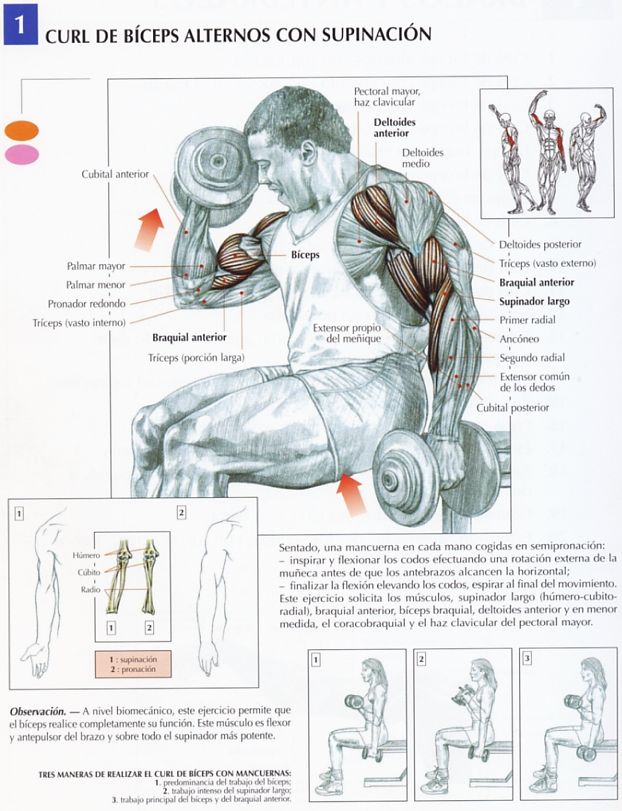 1
CURL DE BÍCEPS ALTERNOS CON SUPINACIÓN
Pectoral mayor,
haz clavicular
Deltoides
anterior
Deltoides
medio
Cubital anterior
Palmar mayor
Palmar menor
Pronador redondo
Tríceps (vasto interno)
Braquial anterior
Tríceps (porción larga)
Bíceps
Extensor propio
del meñique
Deltoides posterior
Tríceps (vasto externo)
Braquial anterior
Supinador largo
Primer radial
Ancóneo
Segundo radial
Extensor común
de los dedos
Cubital posterior
1
2
Húmero
Cúbito
Radio
1
2
1 : supinación
2 : pronación
Sentado, una mancuerna en cada mano cogidas en semipronación:
– inspirar y flexionar los codos efectuando una rotación externa de la
muñeca antes de que los antebrazos alcancen la horizontal;
– finalizar la flexión elevando los codos, espirar al final del movimiento.
Este ejercicio solicita los músculos, supinador largo (húmero-cubito-
radial), braquial anterior, bíceps braquial, deltoides anterior y en menor
medida, el coracobraquial y el haz clavicular del pectoral mayor.
Observación. — A nivel biomecánico, este ejercicio permite que
el bíceps realice completamente su función. Este músculo es flexor
y antepulsor del brazo y sobre todo el supinador más potente.
TRES MANERAS DE REALIZAR EL CURL DE BÍCEPS CON MANCUERNAS:
1. predominancia del trabajo del bíceps;
2. trabajo intenso del supinador largo;
3. trabajo principal del bíceps y del braquial anterior.
1
2
3